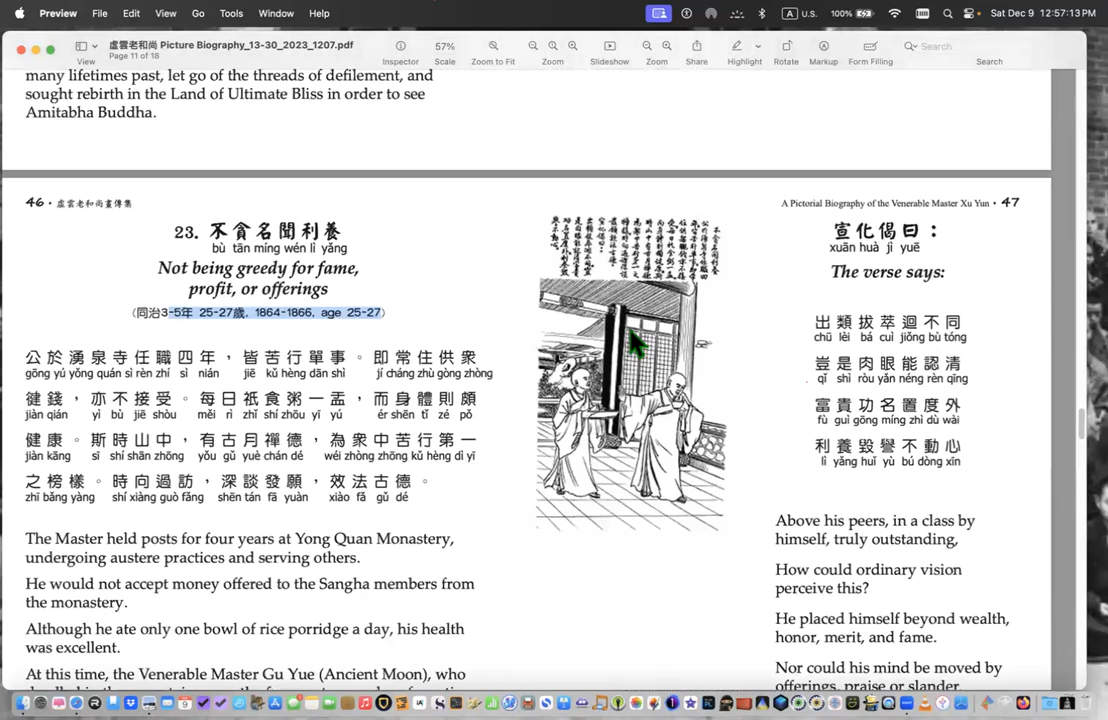 Preview File Edit View Go Tools Window Help
A U.S. 100% Sat Dec 9 12:57:13 PM
虛雲老和尚 Picture Biography_13-30_2023_1207.pdf
Page 11 of 18
View Inspector Scale Zoom to Fit Zoom Slideshow Zoom Share Highlight Rotate Markup Form Filling Search
57%
Search
many lifetimes past, let go of the threads of defilement, and
sought rebirth in the Land of Ultimate Bliss in order to see
Amitabha Buddha.
46 • 虛雲老和尚畫傳集
23. 不貪名聞利養
bù tān míng wén lì yǎng
Not being greedy for fame,
profit, or offerings
(同治3-5年 25-27歲, 1864-1866, age 25-27)
公於湧泉寺任職四年，皆苦行單事。即常住供衆
gōng yú yǒng quán sì rèn zhí sì nián jiē kǔ hèng dān shì jí cháng zhù gòng zhòng
健錢，亦不接受。每日祇食粥一盂，而身體則頗
jiàn qián yì bù jiē shòu měi rì zhǐ shí zhōu yī yú ér shēn tǐ zé pǒ
健康。斯時山中，有古月禪德，為衆中苦行第一
jiàn kāng sī shí shān zhōng yǒu gǔ yuè chán dé wéi zhòng zhōng kǔ hèng dì yī
之榜樣。時向過訪，深談發願，效法古德。
zhī bǎng yàng shí xiàng guò fǎng shēn tán fā yuàn xiào fǎ gǔ dé
The Master held posts for four years at Yong Quan Monastery,
undergoing austere practices and serving others.
He would not accept money offered to the Sangha members from
the monastery.
Although he ate only one bowl of rice porridge a day, his health
was excellent.
At this time, the Venerable Master Gu Yue (Ancient Moon), who
A Pictorial Biography of the Venerable Master Xu Yun • 47
宣化偈曰：
xuān huà jì yuē
The verse says:
出類拔萃迴不同
chū lèi bá cuì jiǒng bù tóng
豈是肉眼能認清
qǐ shì ròu yǎn néng rèn qīng
富貴功名置度外
fù guì gōng míng zhì dù wài
利養毀譽不動心
lì yǎng huǐ yù bú dòng xīn
Above his peers, in a class by
himself, truly outstanding,
How could ordinary vision
perceive this?
He placed himself beyond wealth,
honor, merit, and fame.
Nor could his mind be moved by
offerings, praise or slander.